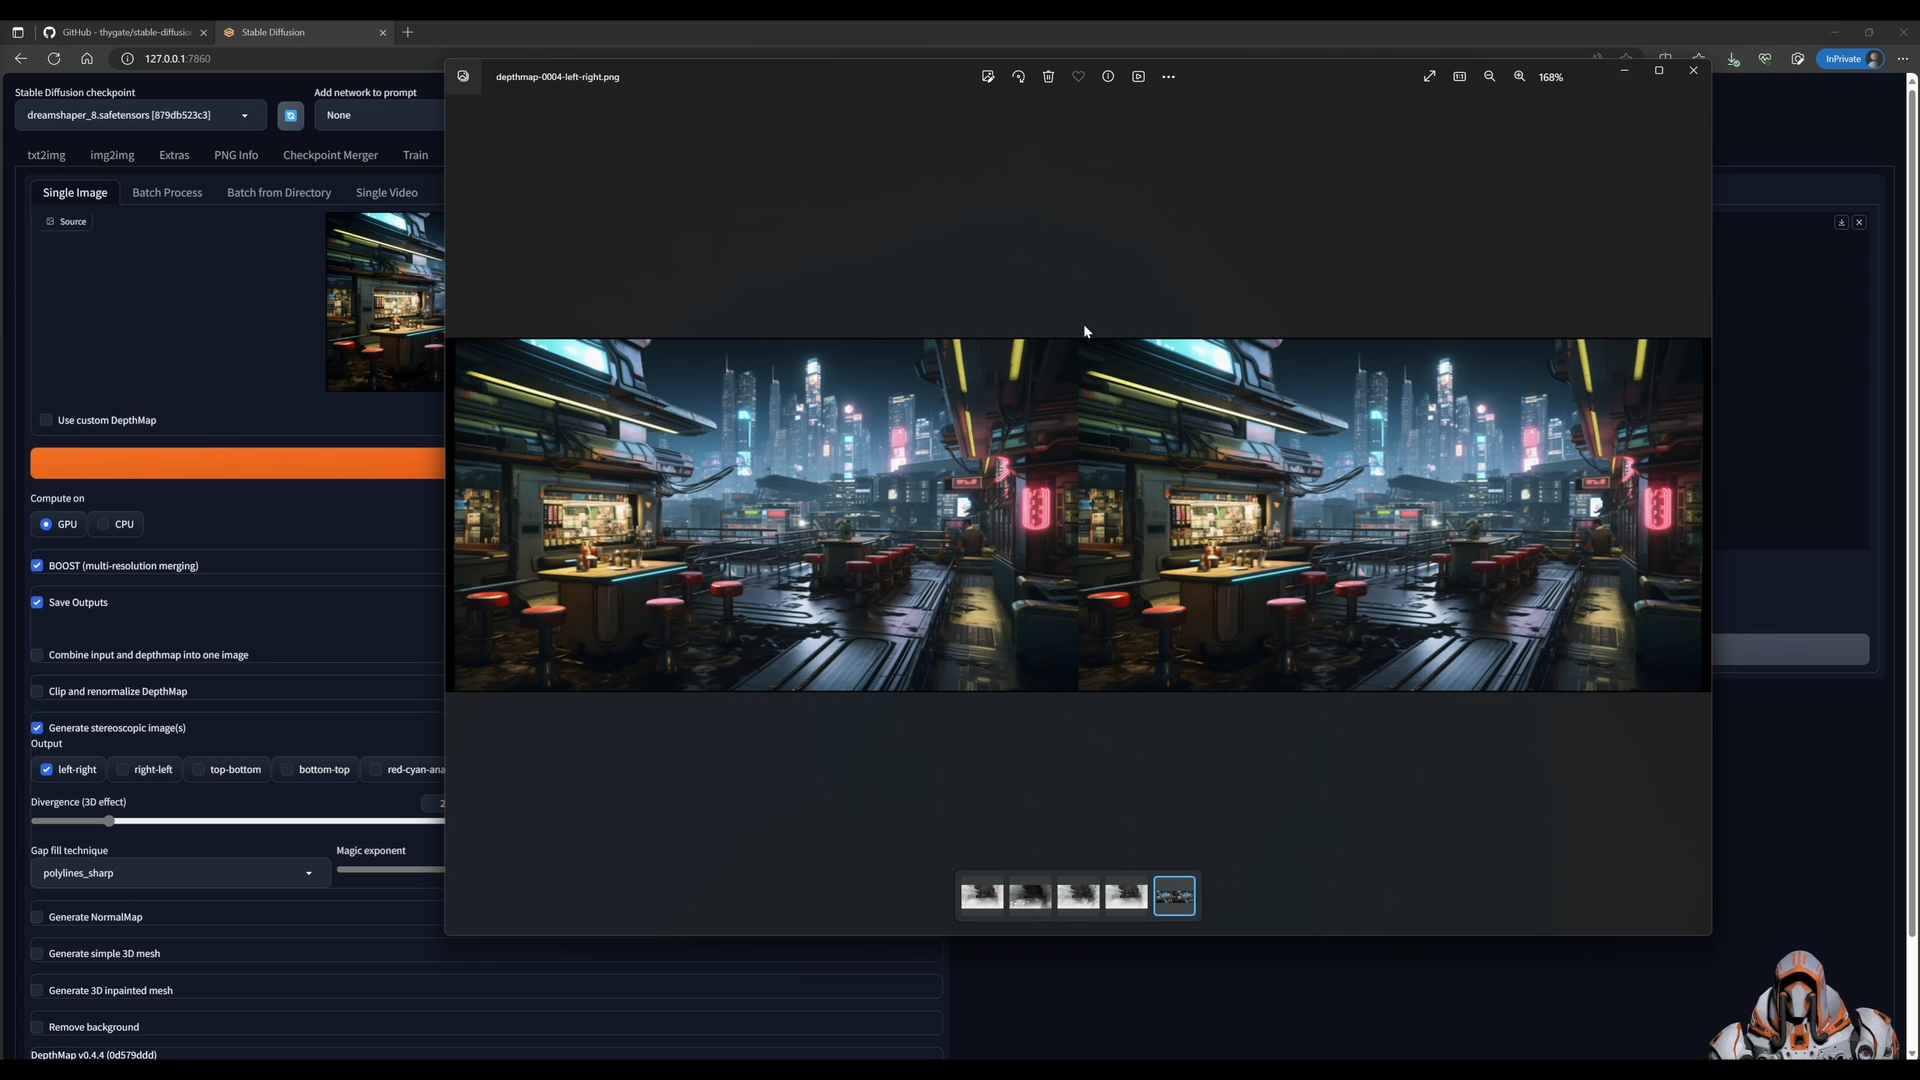 GitHub - thygate/stable-diffusio
Stable Diffusion
127.0.0.1:7860
InPrivate
depthmap-0004-left-right.png
168%
Stable Diffusion checkpoint
Add network to prompt
dreamshaper_8.safetensors [879db523c3]
None
txt2img
img2img
Extras
PNG Info
Checkpoint Merger
Train
Single Image
Batch Process
Batch from Directory
Single Video
Source
Use custom DepthMap
Compute on
GPU
CPU
BOOST (multi-resolution merging)
Save Outputs
Combine input and depthmap into one image
Clip and renormalize DepthMap
Generate stereoscopic image(s)
Output
left-right
right-left
top-bottom
bottom-top
red-cyan-ana
Divergence (3D effect)
2
Gap fill technique
Magic exponent
polylines_sharp
Generate NormalMap
Generate simple 3D mesh
Generate 3D inpainted mesh
Remove background
DepthMap v0.4.4 (0d579ddd)